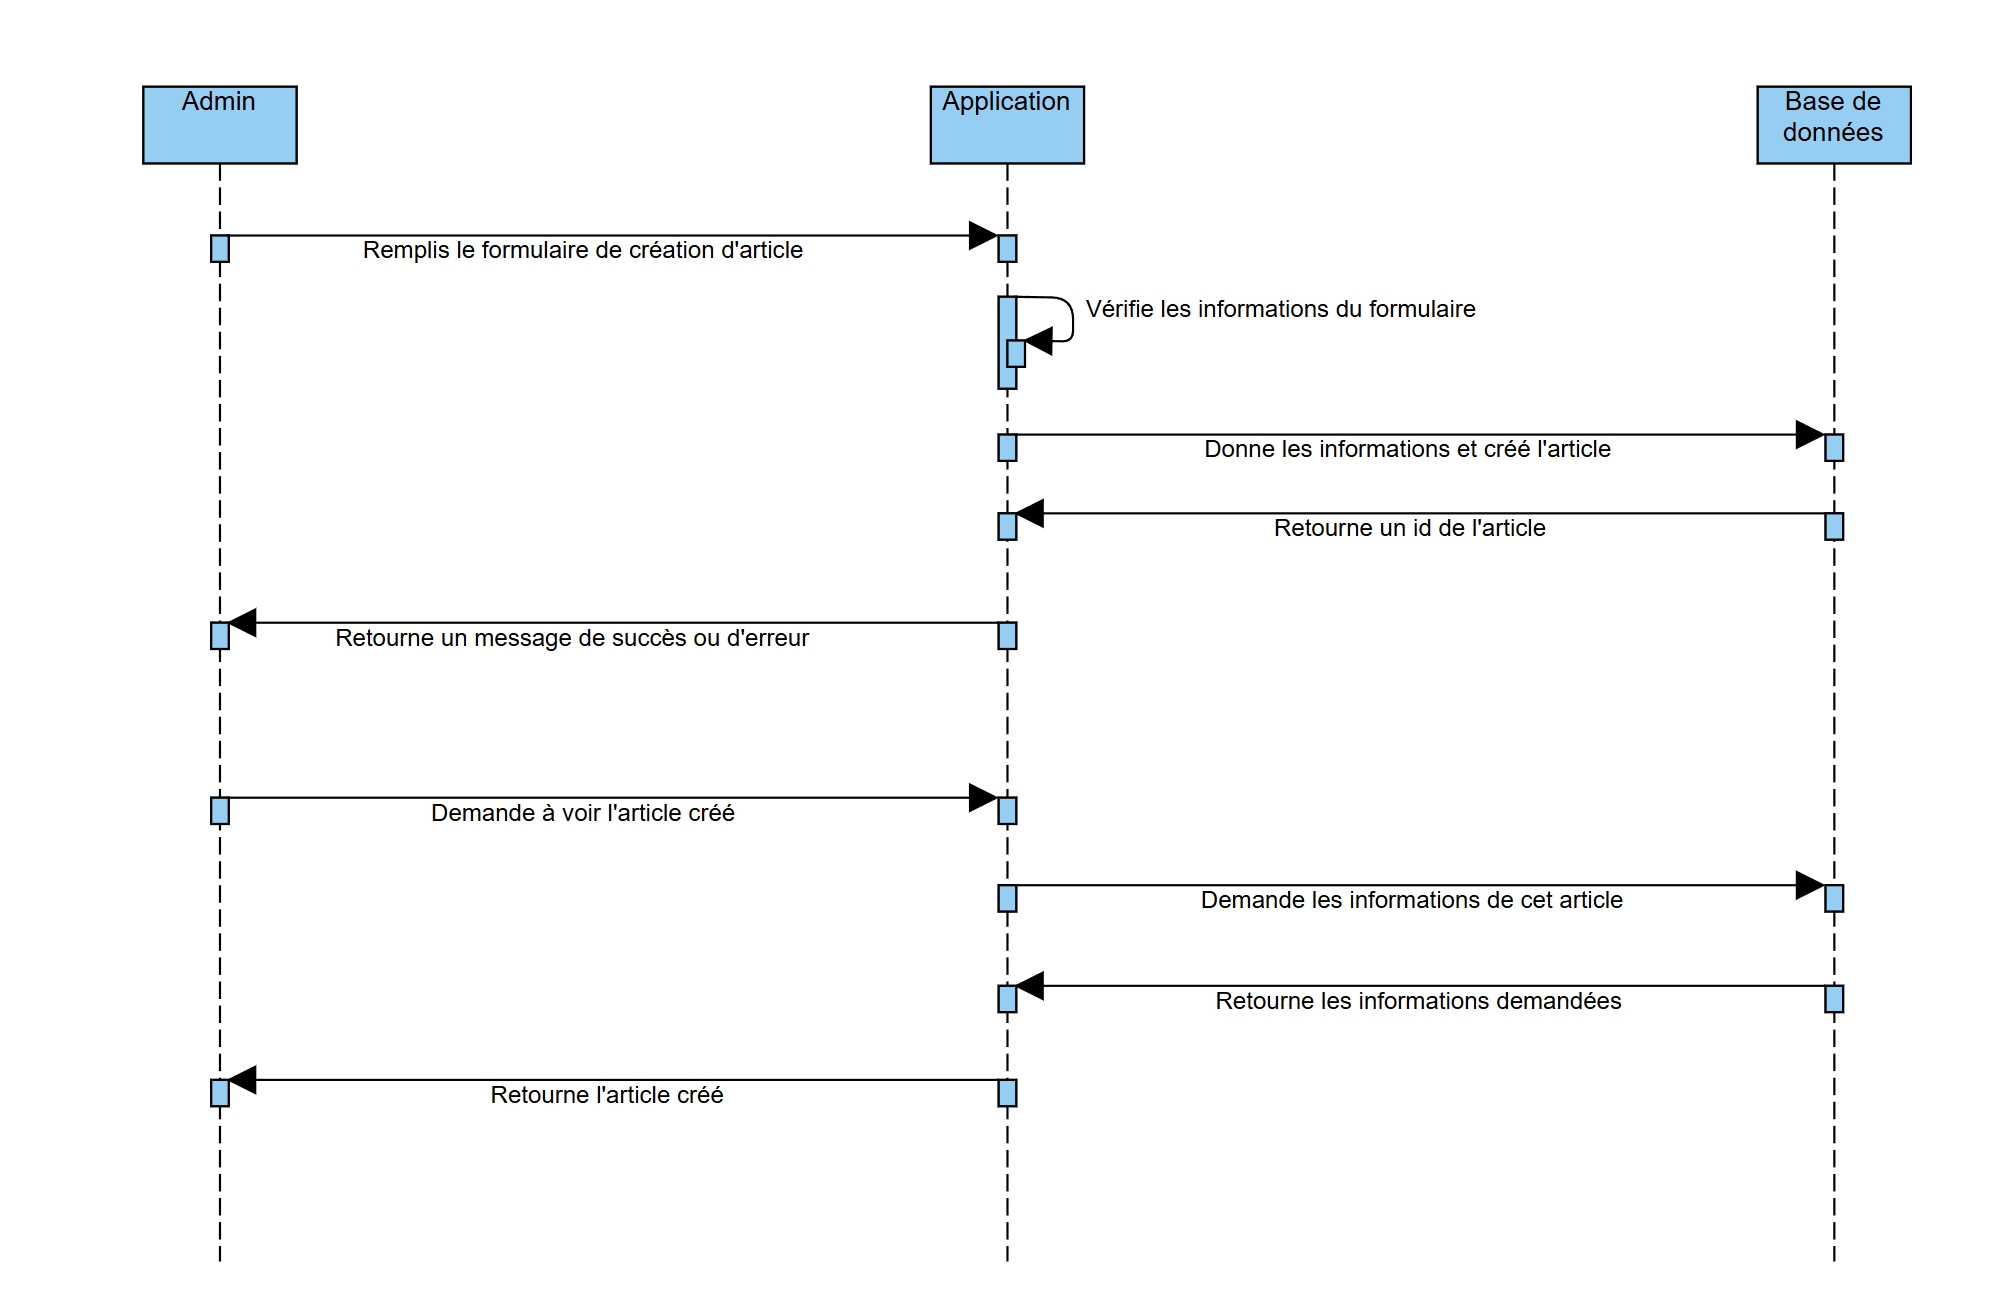 Admin
Application
Base de
données
Remplis le formulaire de création d'article
Vérifie les informations du formulaire
Donne les informations et créé l'article
Retourne un id de l'article
Retourne un message de succès ou d'erreur
Demande à voir l'article créé
Demande les informations de cet article
Retourne les informations demandées
Retourne l'article créé